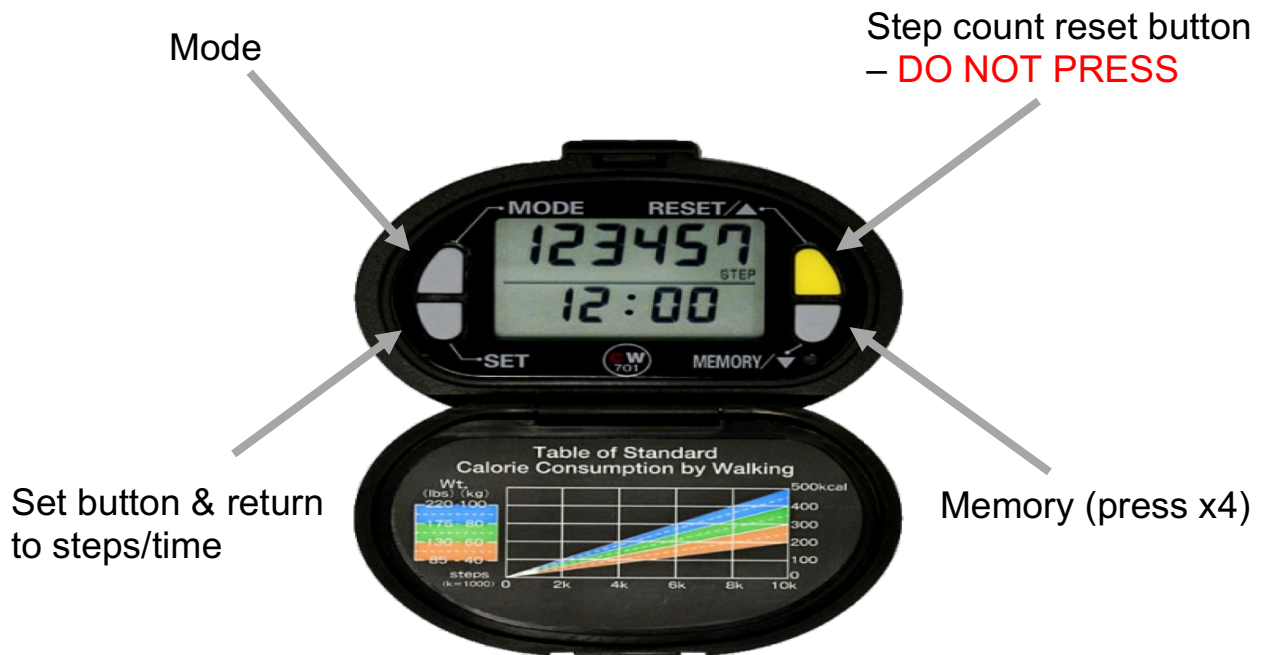 Mode
Step count reset button
– DO NOT PRESS
MODE RESET/▲
123457
STEP
12:00
SET
CW
701
MEMORY/▼
Table of Standard
Calorie Consumption by Walking
Wt.
(lbs) (kg)
220 100
175 80
130 60
85 40
steps
(k=1000)
0 2k 4k 6k 8k 10k
500kcal
400
300
200
100
0
Set button & return
to steps/time
Memory (press x4)